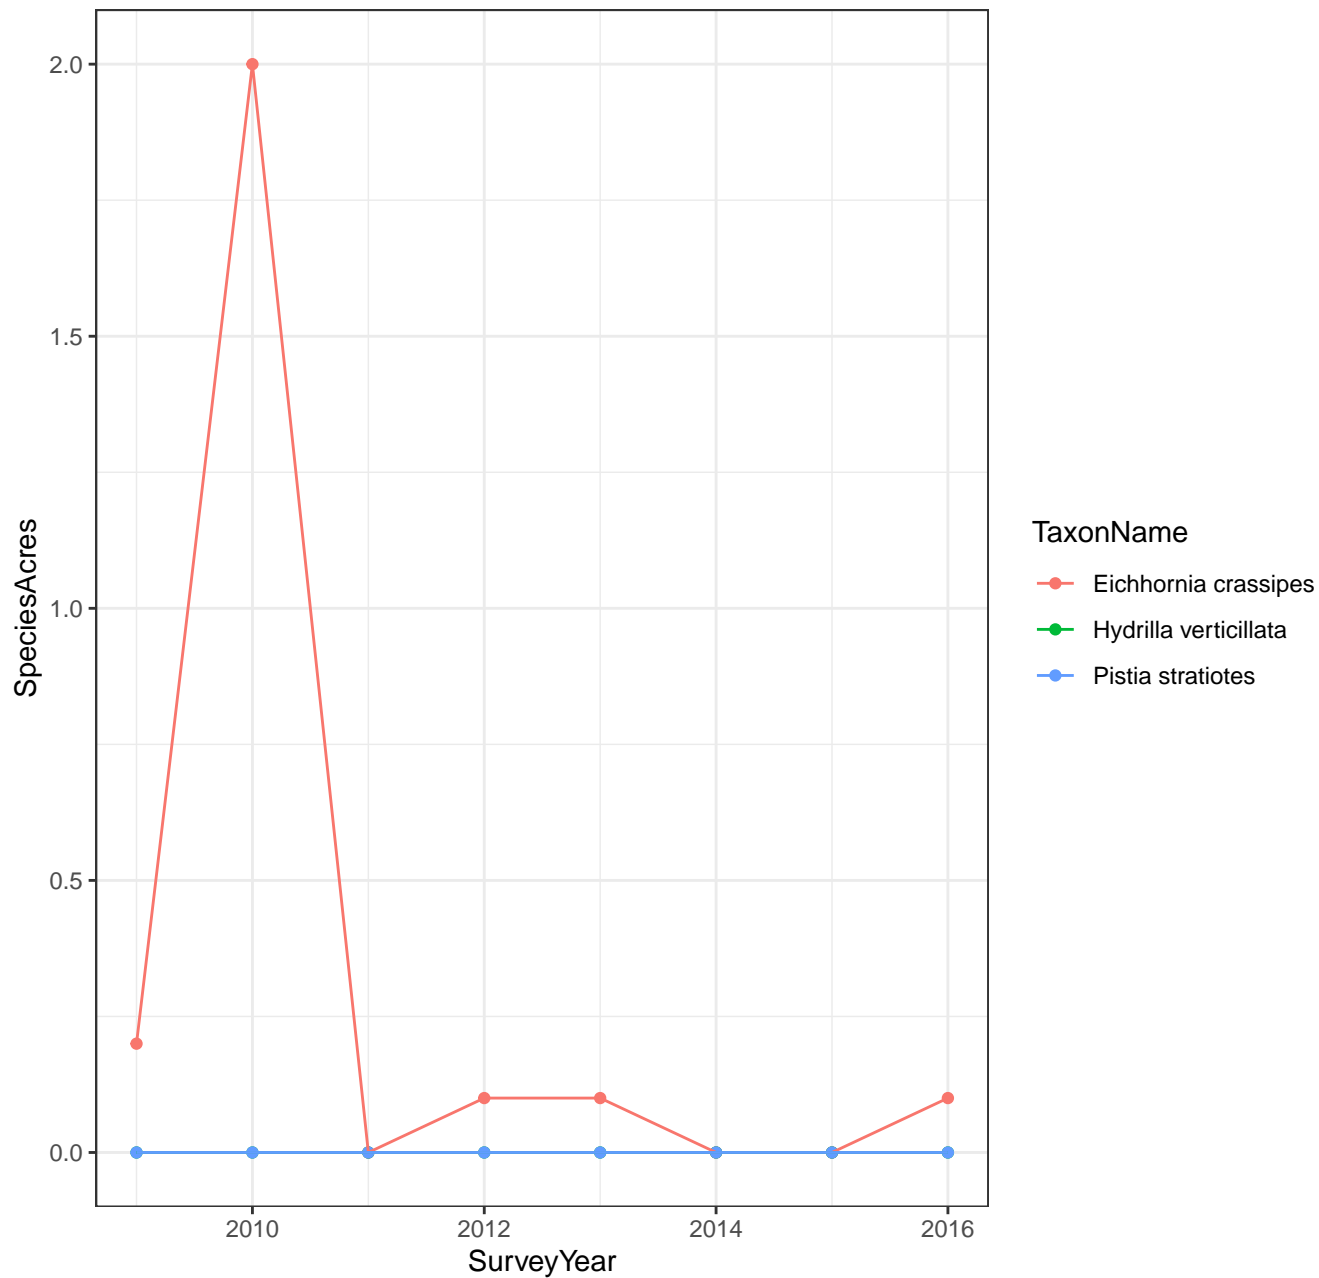 2.0
1.5
1.0
0.5
0.0
SpeciesAcres
2010
2012
2014
2016
SurveyYear
TaxonName
Eichhornia crassipes
Hydrilla verticillata
Pistia stratiotes